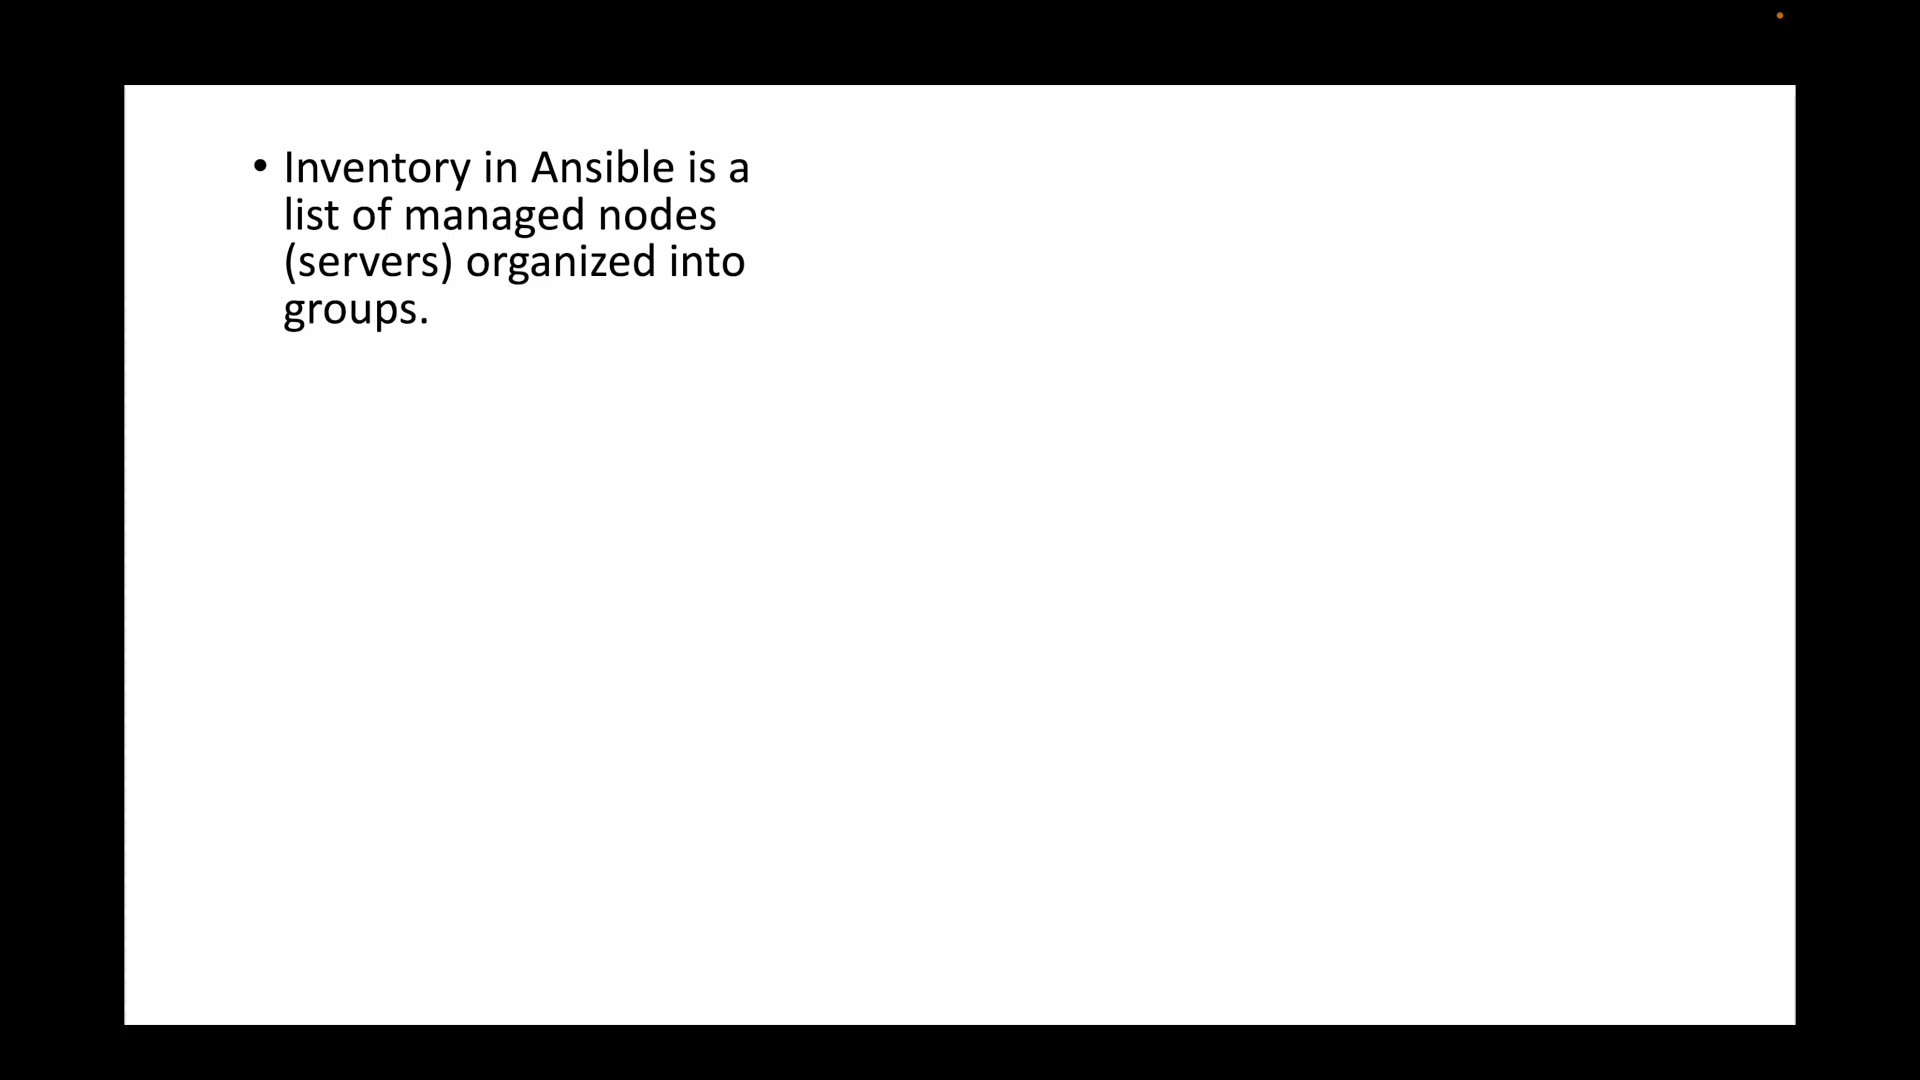 • Inventory in Ansible is a
list of managed nodes
(servers) organized into
groups.